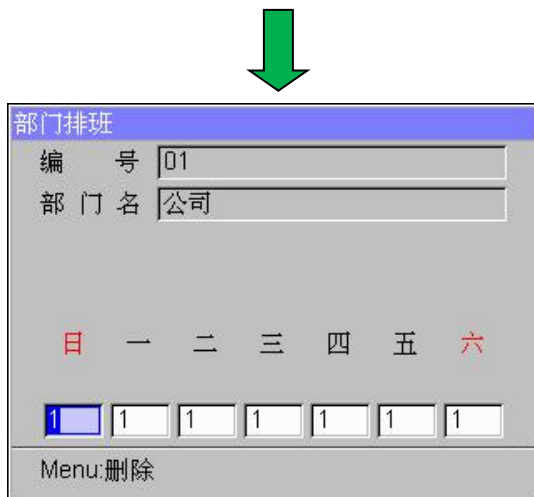 部门排班
编 号 01
部 门 名 公司
日 一 二 三 四 五 六
1 1 1 1 1 1 1
Menu:删除